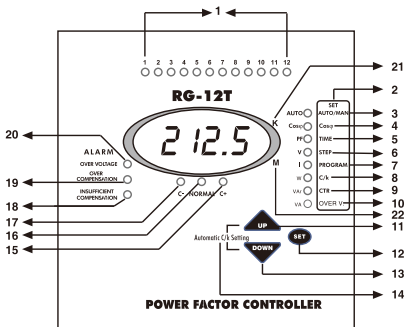 1
1 2 3 4 5 6 7 8 9 10 11 12
21
RG-12T
K
2
SET
AUTO AUTO/MAN 3
Cosφ Cosφ 4
PF TIME 5
V STEP 6
I PROGRAM 7
W C/k 8
VAr CTR 9
VA OVER V. 10
212.5
M
22
20
ALARM
OVER VOLTAGE
19
OVER
COMPENSATION
18
INSUFFICIENT
COMPENSATION
17
C- NORMAL C+
16
15
UP
11
Automatic C/k Setting
SET
12
DOWN
13
14
POWER FACTOR CONTROLLER